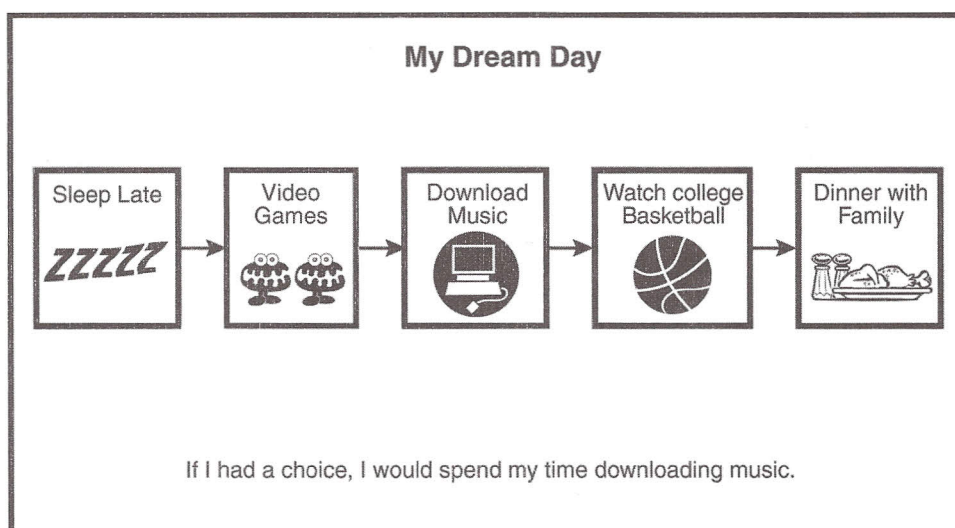 My Dream Day
Sleep Late
ZZZZZ
Video
Games
Download
Music
Watch college
Basketball
Dinner with
Family
If I had a choice, I would spend my time downloading music.